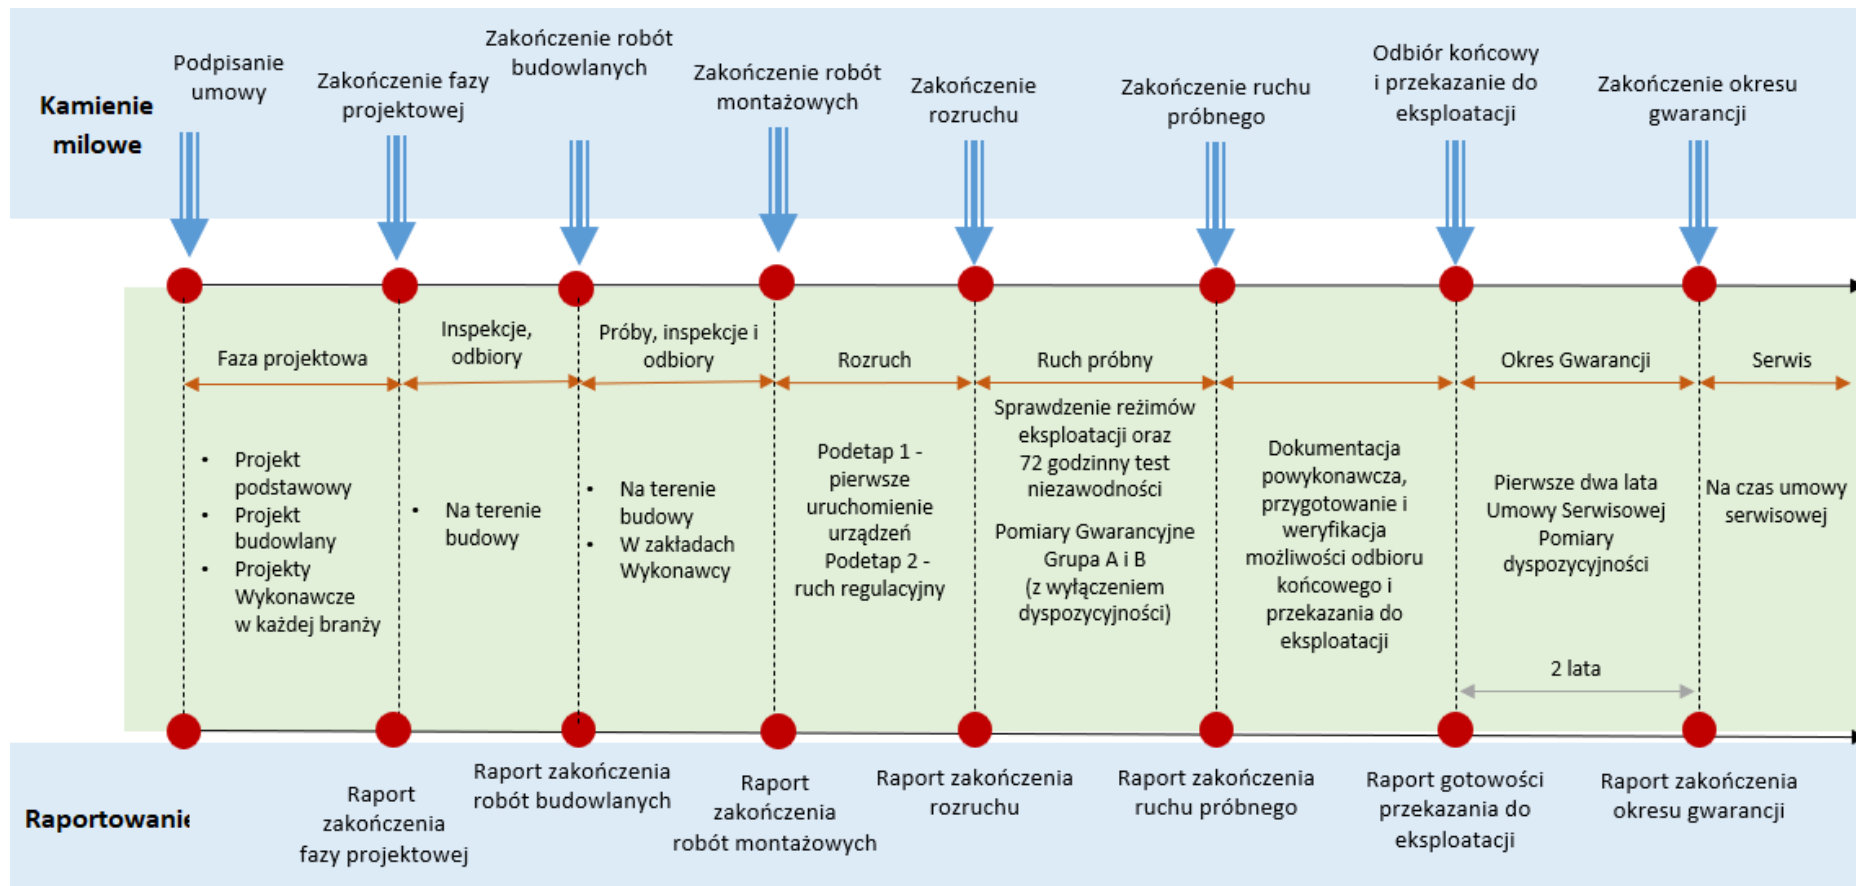 Kamienie
milowe
Podpisanie
umowy
Zakończenie fazy
projektowej
Zakończenie robót
budowlanych
Zakończenie robót
montażowych
Zakończenie
rozruchu
Zakończenie ruchu
próbnego
Odbiór końcowy
i przekazanie do
eksploatacji
Zakończenie okresu
gwarancji
Faza projektowa
Inspekcje,
odbiory
Próby, inspekcje i
odbiory
Rozruch
Ruch próbny
Okres Gwarancji
Serwis
• Projekt
podstawowy
• Projekt
budowlany
• Projekty
Wykonawcze
w każdej branży
• Na terenie
budowy
• Na terenie
budowy
• W zakładach
Wykonawcy
Podetap 1 -
pierwsze
uruchomienie
urządzeń
Podetap 2 -
ruch regulacyjny
Sprawdzenie reżimów
eksploatacji oraz
72 godzinny test
niezawodności
Pomiary Gwarancyjne
Grupa A i B
(z wyłączeniem
dyspozycyjności)
Dokumentacja
powykonawcza,
przygotowanie i
weryfikacja
możliwości odbioru
końcowego i
przekazania do
eksploatacji
Pierwsze dwa lata
Umowy Serwisowej
Pomiary
dyspozycyjności
2 lata
Na czas umowy
serwisowej
Raportowanie
Raport
zakończenia
fazy projektowej
Raport zakończenia
robót budowlanych
Raport
zakończenia
robót montażowych
Raport zakończenia
rozruchu
Raport zakończenia
ruchu próbnego
Raport gotowości
przekazania do
eksploatacji
Raport zakończenia
okresu gwarancji